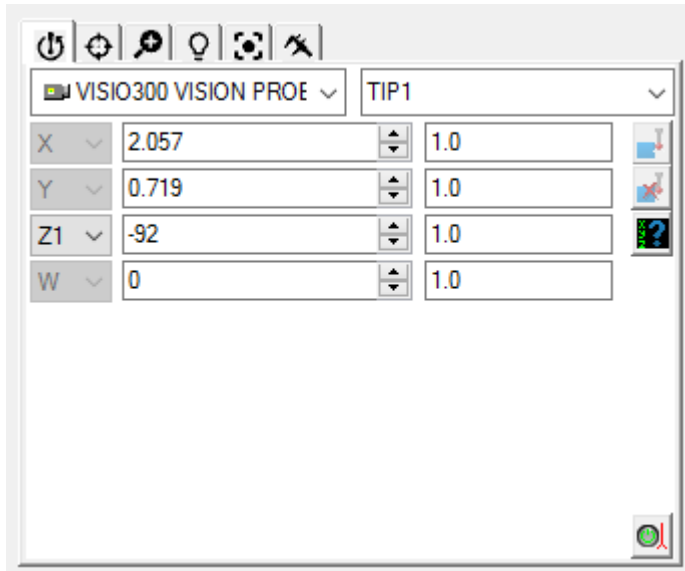 VISIO300 VISION PROE TIP1
X 2.057 1.0
Y 0.719 1.0
Z1 -92 1.0
W 0 1.0